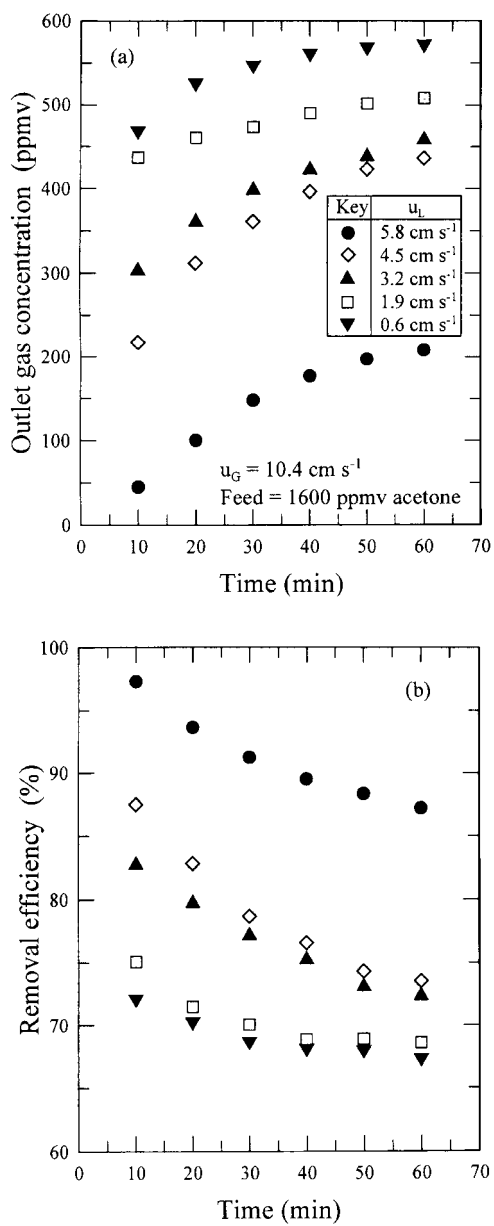 600
(a)
500
400
300
200
100
0
Outlet gas concentration (ppmv)
Key u_L
5.8 cm s⁻¹
4.5 cm s⁻¹
3.2 cm s⁻¹
1.9 cm s⁻¹
0.6 cm s⁻¹
u_G = 10.4 cm s⁻¹
Feed = 1600 ppmv acetone
0 10 20 30 40 50 60 70
Time (min)
100
(b)
90
80
70
60
Removal efficiency (%)
0 10 20 30 40 50 60 70
Time (min)